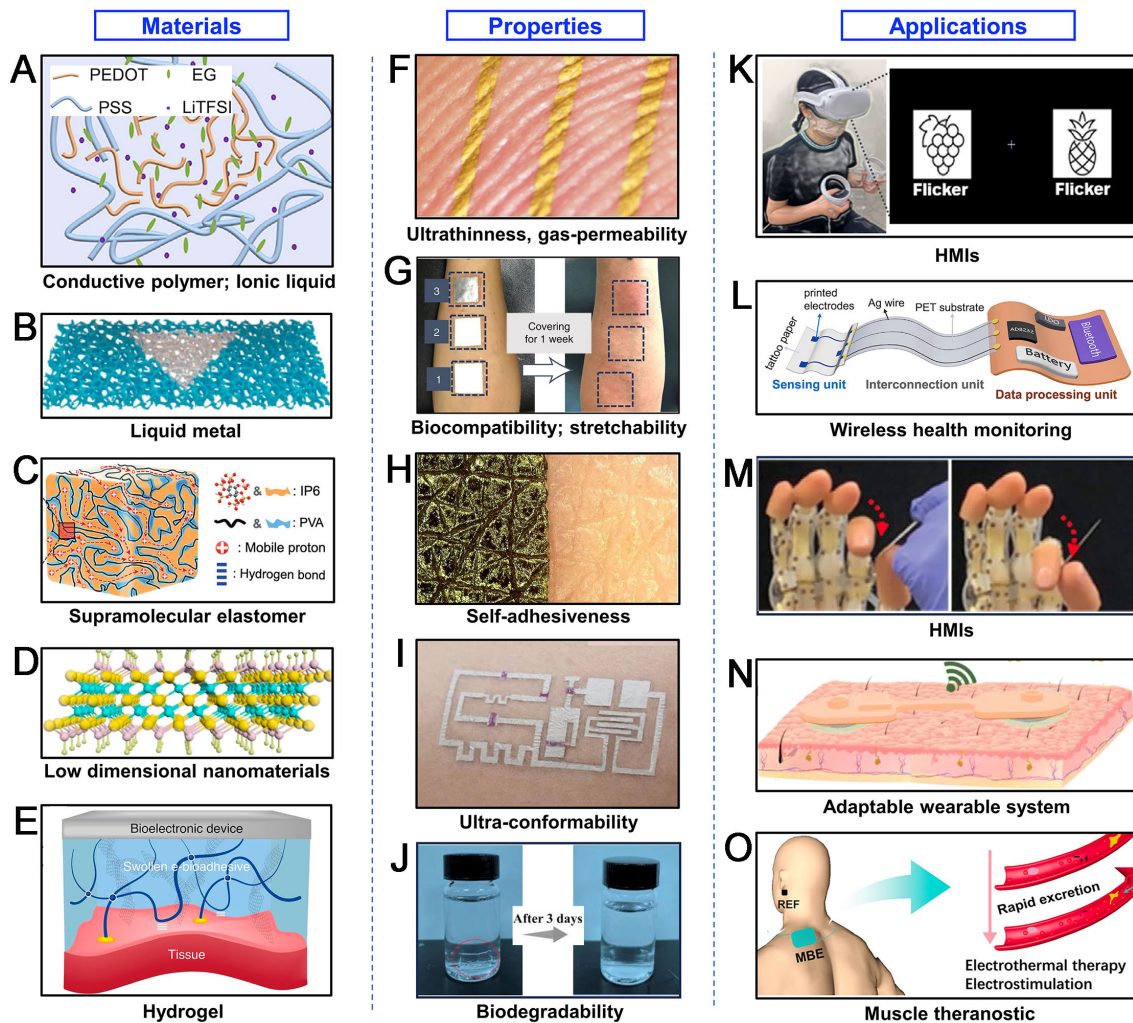 Materials
A
PEDOT
EG
PSS
LiTFSI
Conductive polymer; Ionic liquid
B
Liquid metal
C
& : IP6
& : PVA
: Mobile proton
: Hydrogen bond
Supramolecular elastomer
D
Low dimensional nanomaterials
E
Bioelectronic device
Swollen e-bioadhesive
Tissue
Hydrogel
Properties
F
Ultrathinness, gas-permeability
G
3
2
1
Covering
for 1 week
Biocompatibility; stretchability
H
Self-adhesiveness
I
Ultra-conformability
J
After 3 days
Biodegradability
Applications
K
Flicker
+
Flicker
HMIs
L
printed
electrodes
Ag wire
PET substrate
tattoo paper
LDO
AD8232
Bluetooth
Battery
Sensing unit
Interconnection unit
Data processing unit
Wireless health monitoring
M
HMIs
N
Adaptable wearable system
O
REF
MBE
Rapid excretion
Electrothermal therapy
Electrostimulation
Muscle theranostic